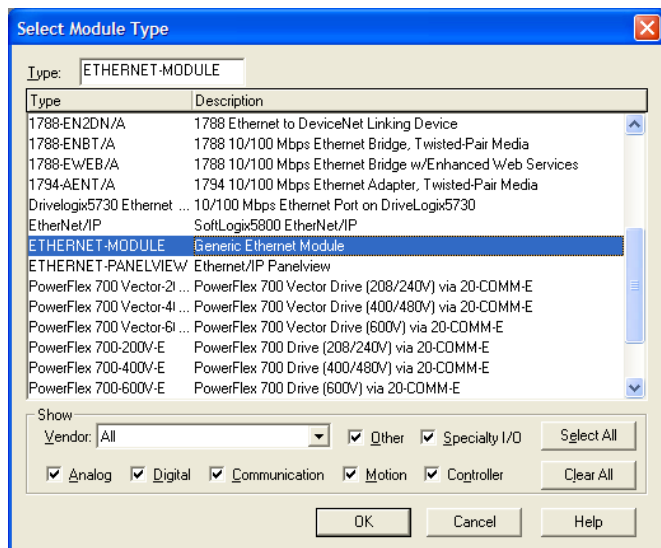 Select Module Type
Type: ETHERNET-MODULE
Type Description
1788-EN2DN/A 1788 Ethernet to DeviceNet Linking Device
1788-ENBT/A 1788 10/100 Mbps Ethernet Bridge, Twisted-Pair Media
1788-EWEB/A 1788 10/100 Mbps Ethernet Bridge w/Enhanced Web Services
1794-AENT/A 1794 10/100 Mbps Ethernet Adapter, Twisted-Pair Media
Drivelogix5730 Ethernet ... 10/100 Mbps Ethernet Port on DriveLogix5730
EtherNet/IP SoftLogix5800 EtherNet/IP
ETHERNET-MODULE Generic Ethernet Module
ETHERNET-PANELVIEW Ethernet/IP Panelview
PowerFlex 700 Vector-2( ... PowerFlex 700 Vector Drive (208/240V) via 20-COMM-E
PowerFlex 700 Vector-4( ... PowerFlex 700 Vector Drive (400/480V) via 20-COMM-E
PowerFlex 700 Vector-6( ... PowerFlex 700 Vector Drive (600V) via 20-COMM-E
PowerFlex 700-200V-E PowerFlex 700 Drive (208/240V) via 20-COMM-E
PowerFlex 700-400V-E PowerFlex 700 Drive (400/480V) via 20-COMM-E
PowerFlex 700-600V-E PowerFlex 700 Drive (600V) via 20-COMM-E
Show
Vendor: All Other Specialty I/O Select All
Analog Digital Communication Motion Controller Clear All
OK Cancel Help